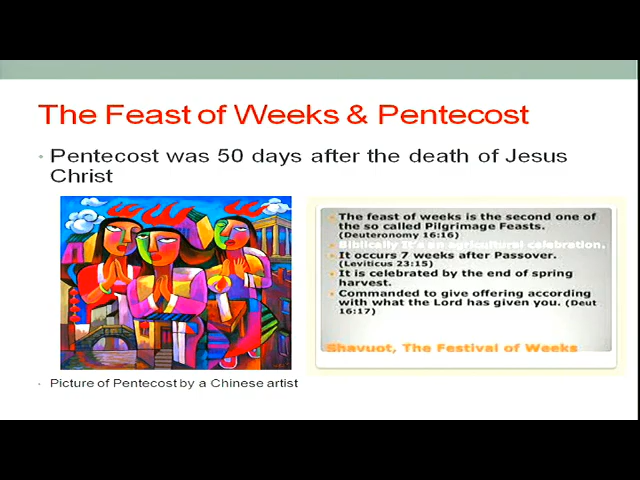 The Feast of Weeks & Pentecost
Pentecost was 50 days after the death of Jesus
Christ
The feast of weeks is the second one of
the so called Pilgrimage Feasts.
(Deuteronomy 16:16)
Biblically It's an agricultural celebration.
It occurs 7 weeks after Passover.
(Leviticus 23:15)
It is celebrated by the end of spring
harvest.
Commanded to give offering according
with what the Lord has given you. (Deut
16:17)
Shavuot, The Festival of Weeks
Picture of Pentecost by a Chinese artist